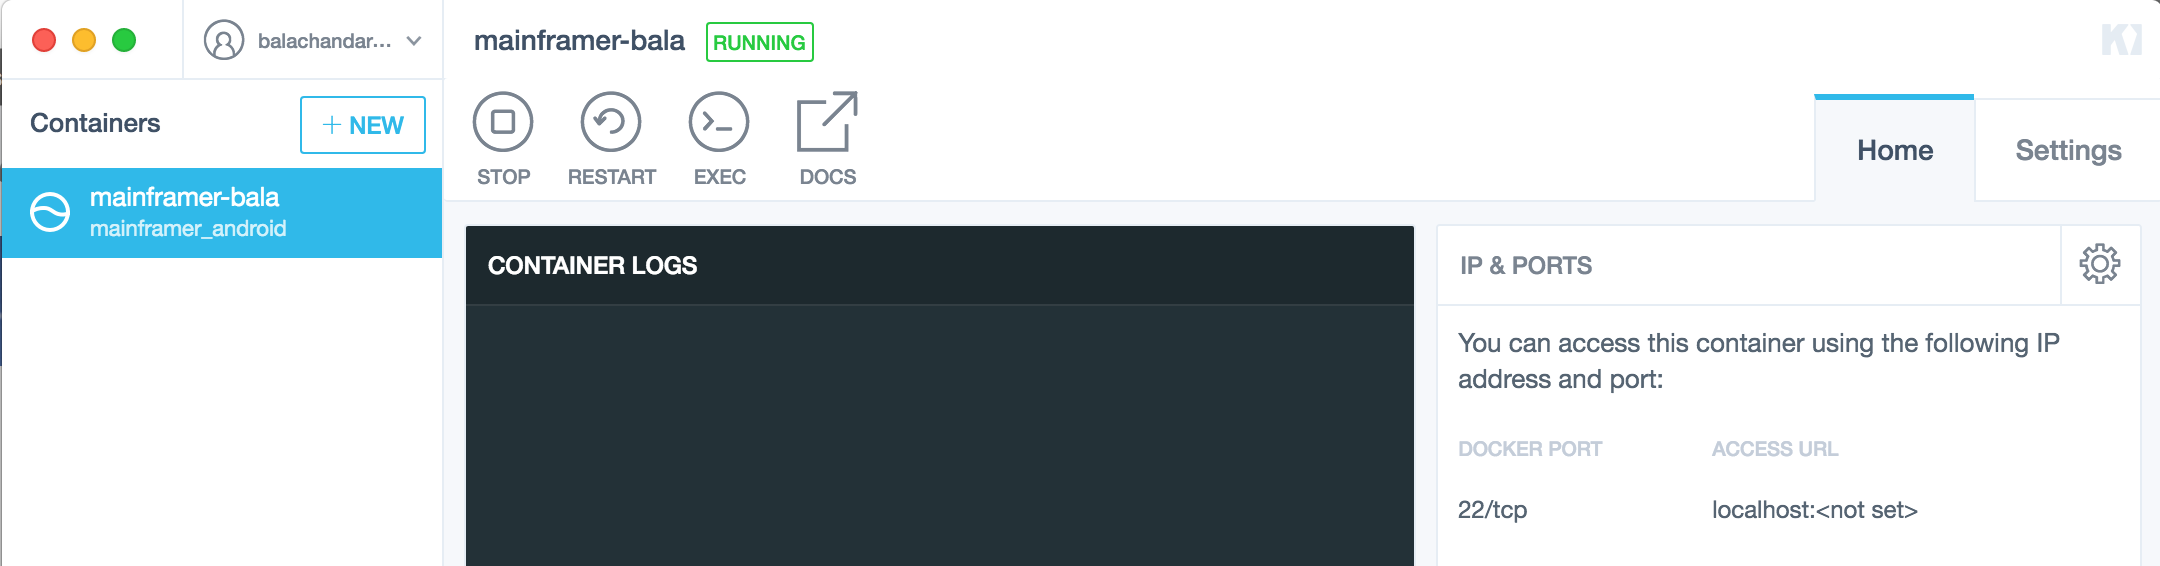 balachandar...
mainframer-bala
RUNNING
Containers
+ NEW
mainframer-bala
mainframer_android
STOP
RESTART
EXEC
DOCS
Home
Settings
CONTAINER LOGS
IP & PORTS
You can access this container using the following IP
address and port:
DOCKER PORT
ACCESS URL
22/tcp
localhost:<not set>